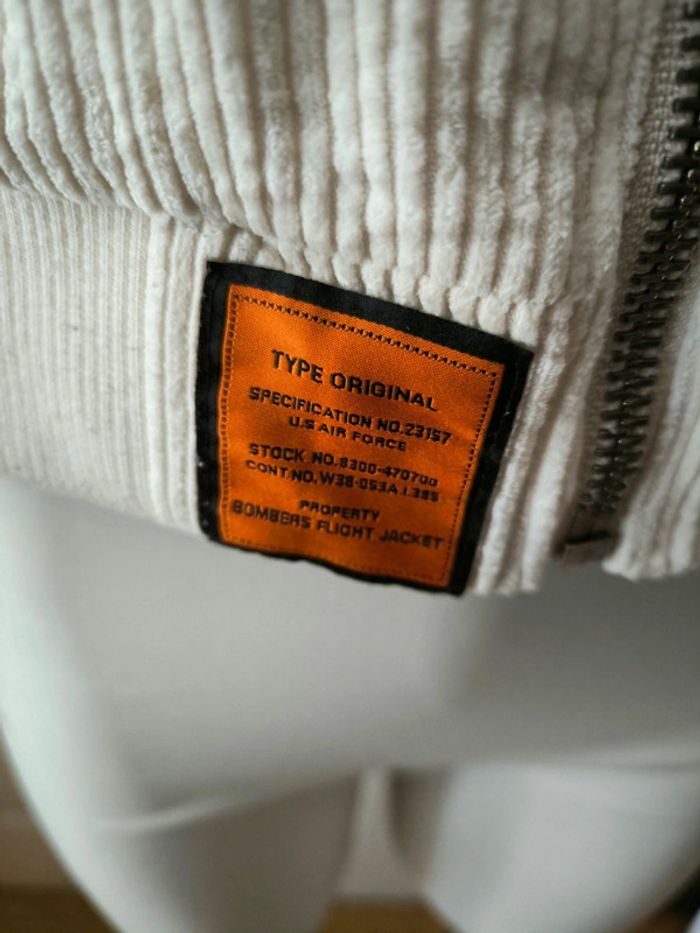 TYPE ORIGINAL
SPECIFICATION NO.23157
U.S AIR FORCE
STOCK NO.8300-470700
CONT.NO.W38-053A.I.385
PROPERTY
BOMBERS FLIGHT JACKET